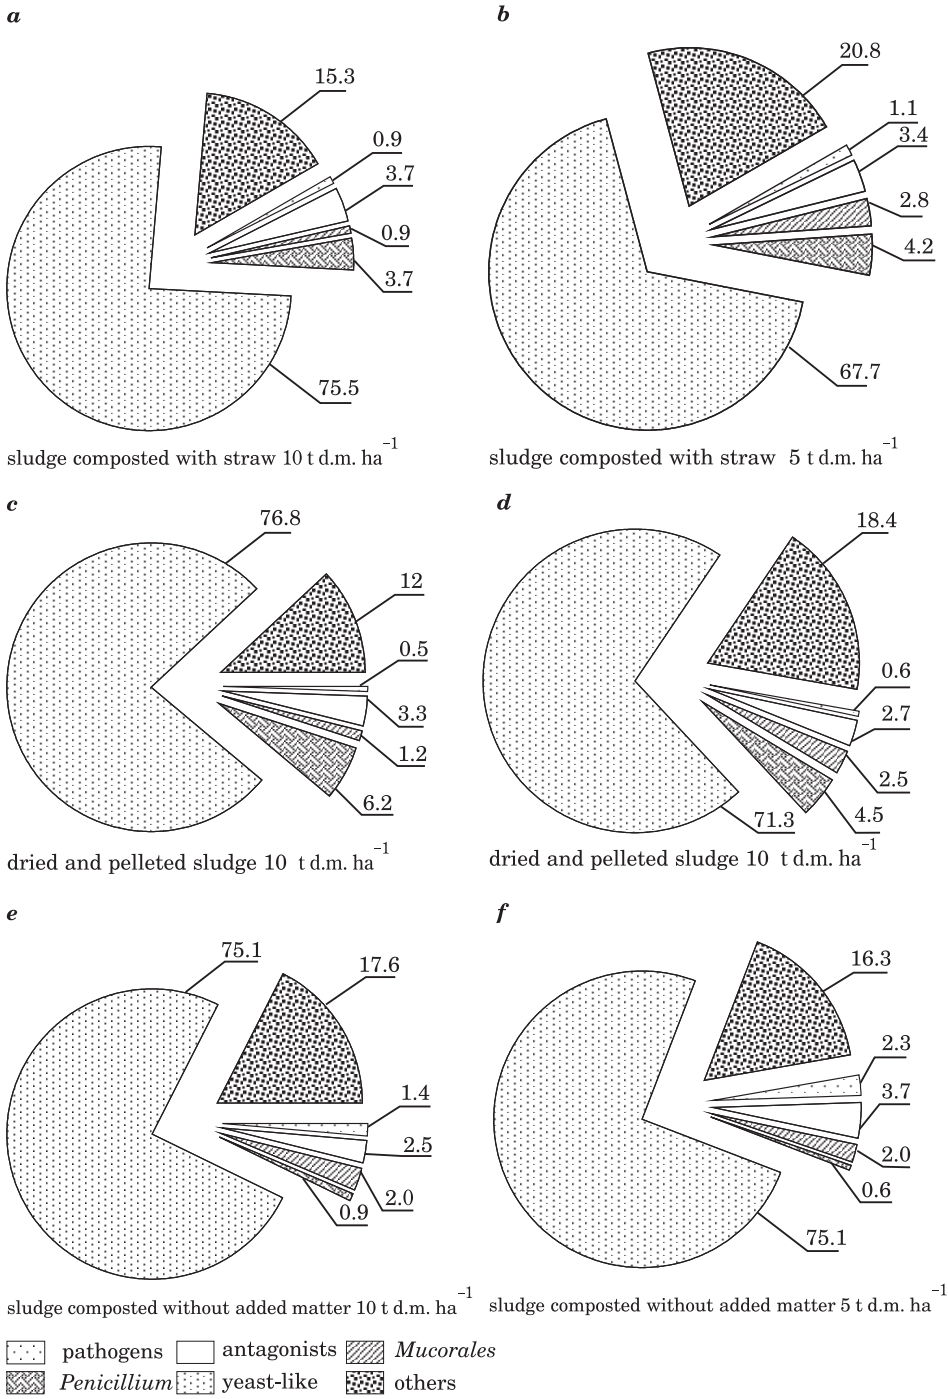 a
15.3
0.9
3.7
0.9
3.7
75.5
sludge composted with straw 10 t d.m. ha⁻¹
b
20.8
1.1
3.4
2.8
4.2
67.7
sludge composted with straw 5 t d.m. ha⁻¹
c
76.8
12
0.5
3.3
1.2
6.2
dried and pelleted sludge 10 t d.m. ha⁻¹
d
18.4
0.6
2.7
2.5
4.5
71.3
dried and pelleted sludge 10 t d.m. ha⁻¹
e
75.1
17.6
1.4
2.5
2.0
0.9
sludge composted without added matter 10 t d.m. ha⁻¹
f
16.3
2.3
3.7
2.0
0.6
75.1
sludge composted without added matter 5 t d.m. ha⁻¹
pathogens antagonists Mucorales
Penicillium yeast-like others